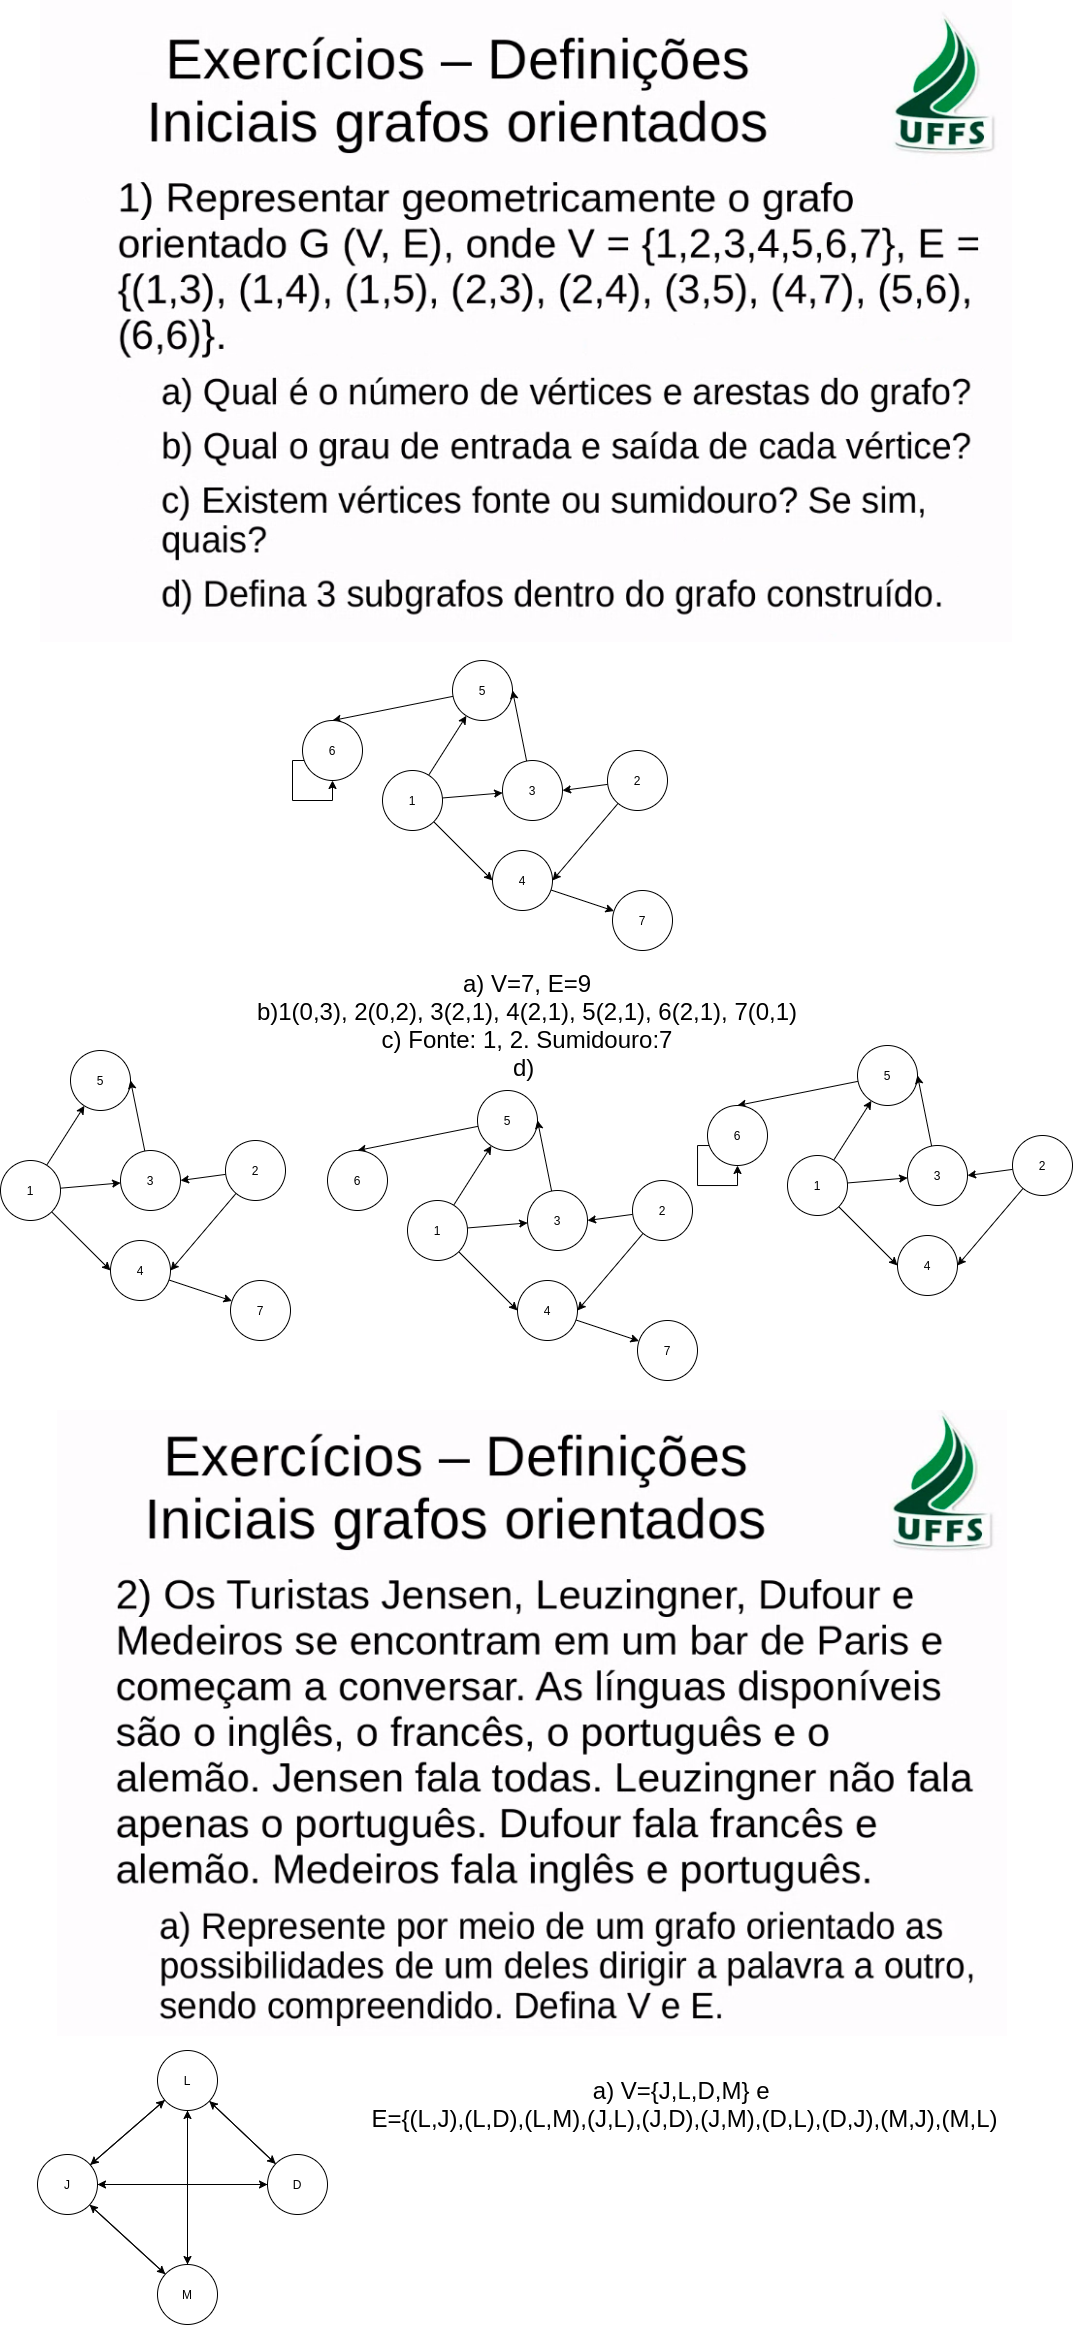 Exercícios – Definições
Iniciais grafos orientados
UFFS
1) Representar geometricamente o grafo
orientado G (V, E), onde V = {1,2,3,4,5,6,7}, E =
{(1,3), (1,4), (1,5), (2,3), (2,4), (3,5), (4,7), (5,6),
(6,6)}.
a) Qual é o número de vértices e arestas do grafo?
b) Qual o grau de entrada e saída de cada vértice?
c) Existem vértices fonte ou sumidouro? Se sim,
quais?
d) Defina 3 subgrafos dentro do grafo construído.
5
6
2
3
1
4
7
a) V=7, E=9
b)1(0,3), 2(0,2), 3(2,1), 4(2,1), 5(2,1), 6(2,1), 7(0,1)
c) Fonte: 1, 2. Sumidouro:7
d)
5
2
3
1
4
7
5
6
2
3
1
4
7
5
6
2
3
1
4
Exercícios – Definições
Iniciais grafos orientados
UFFS
2) Os Turistas Jensen, Leuzingner, Dufour e
Medeiros se encontram em um bar de Paris e
começam a conversar. As línguas disponíveis
são o inglês, o francês, o português e o
alemão. Jensen fala todas. Leuzingner não fala
apenas o português. Dufour fala francês e
alemão. Medeiros fala inglês e português.
a) Represente por meio de um grafo orientado as
possibilidades de um deles dirigir a palavra a outro,
sendo compreendido. Defina V e E.
L
J
D
M
a) V={J,L,D,M} e
E={(L,J),(L,D),(L,M),(J,L),(J,D),(J,M),(D,L),(D,J),(M,J),(M,L)